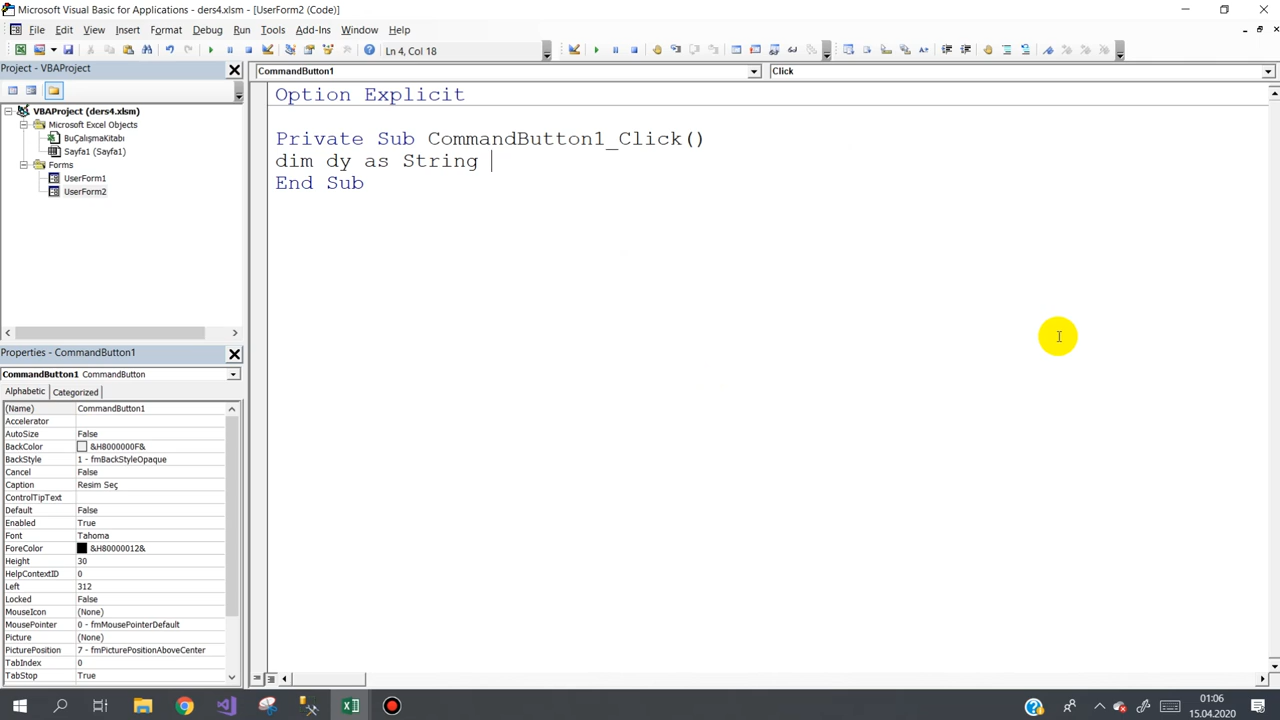 Microsoft Visual Basic for Applications - ders4.xlsm - [UserForm2 (Code)]
File Edit View Insert Format Debug Run Tools Add-Ins Window Help
Ln 4, Col 18
Project - VBAProject
CommandButton1
Click
VBAProject (ders4.xlsm)
Microsoft Excel Objects
BuÇalışmaKitabı
Sayfa1 (Sayfa1)
Forms
UserForm1
UserForm2
Option Explicit
Private Sub CommandButton1_Click()
dim dy as String
End Sub
Properties - CommandButton1
CommandButton1 CommandButton
Alphabetic Categorized
(Name) CommandButton1
Accelerator
AutoSize False
BackColor &H8000000F&
BackStyle 1 - fmBackStyleOpaque
Cancel False
Caption Resim Seç
ControlTipText
Default False
Enabled True
Font Tahoma
ForeColor &H80000012&
Height 30
HelpContextID 0
Left 312
Locked False
MouseIcon (None)
MousePointer 0 - fmMousePointerDefault
Picture (None)
PicturePosition 7 - fmPicturePositionAboveCenter
TabIndex 0
TabStop True
01:06
15.04.2020